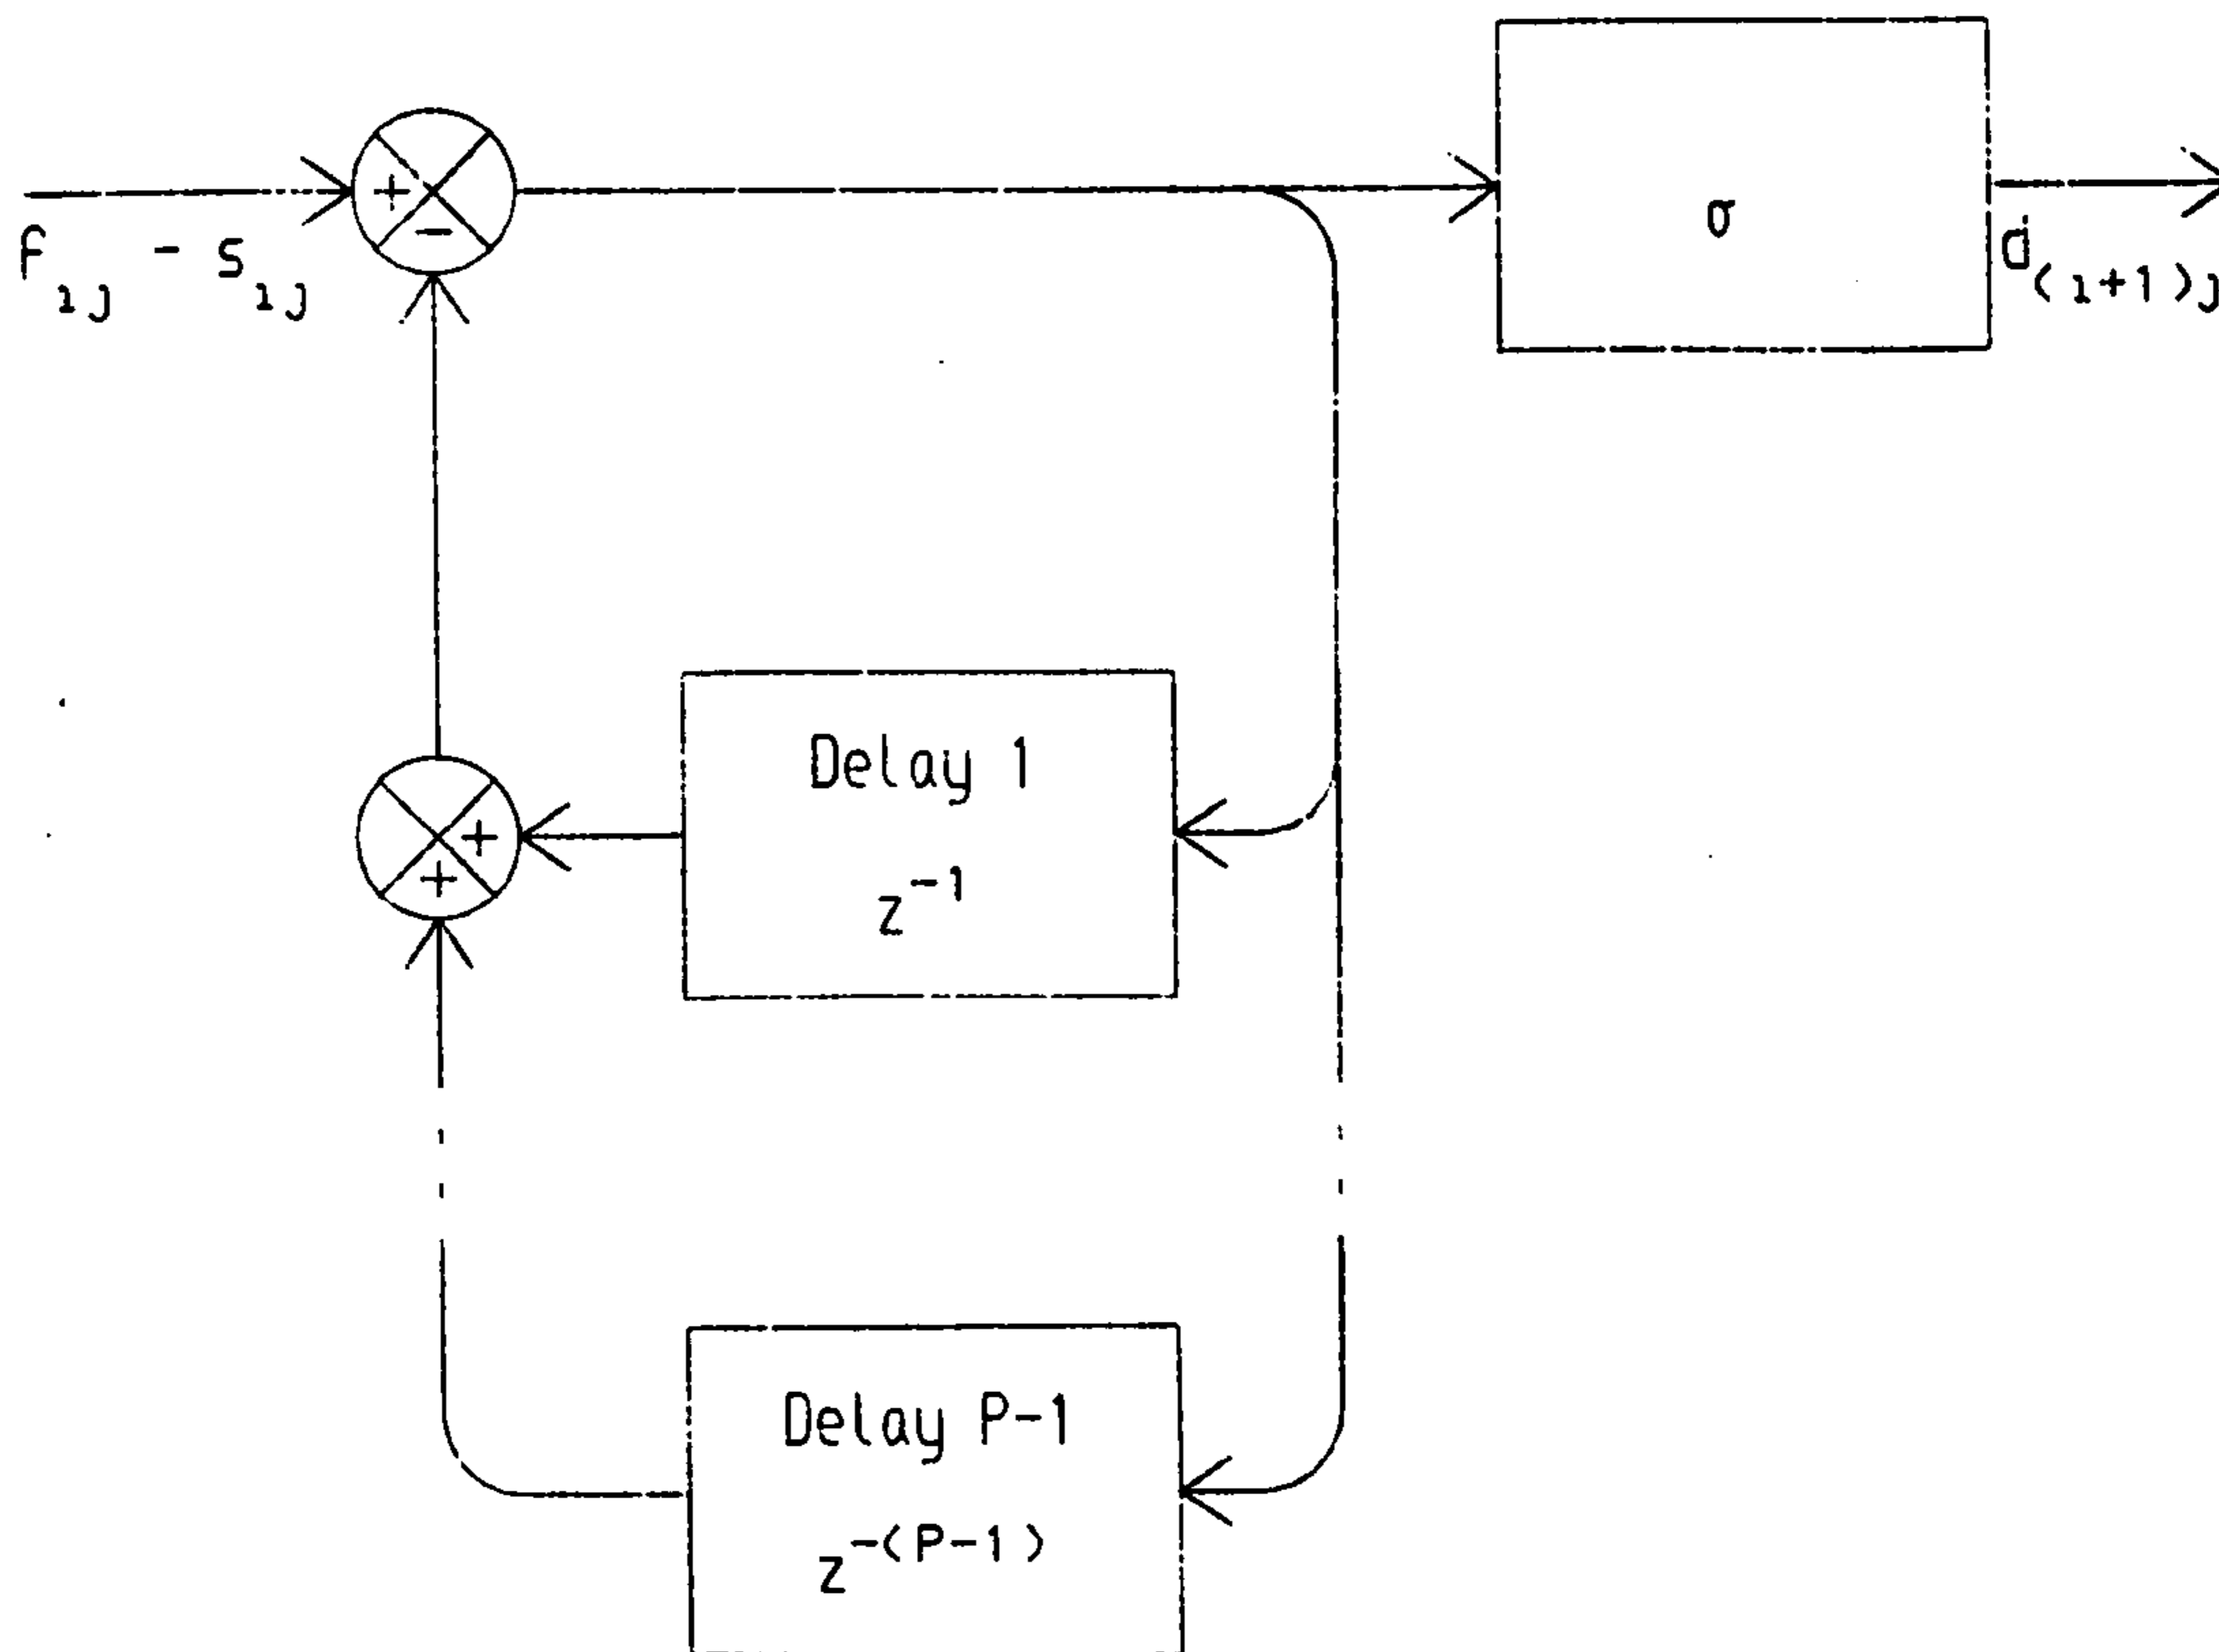 +
-
F₁ⱼ - S₁ⱼ
σ
d₍₁₊₁₎ⱼ
Delay 1
z⁻¹
+
+
Delay P-1
z⁻⁽ᴾ⁻¹⁾